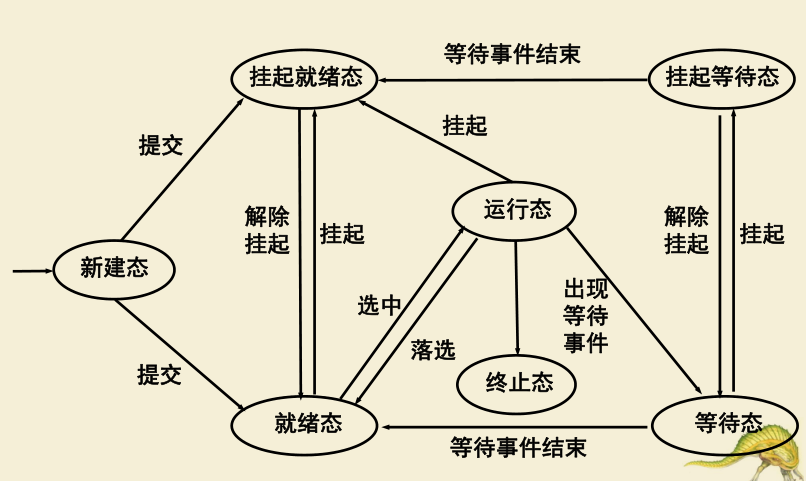 等待事件结束
挂起就绪态
挂起等待态
挂起
提交
运行态
解除
挂起
挂起
解除
挂起
挂起
新建态
选中
出现
等待
事件
落选
提交
终止态
就绪态
等待态
等待事件结束